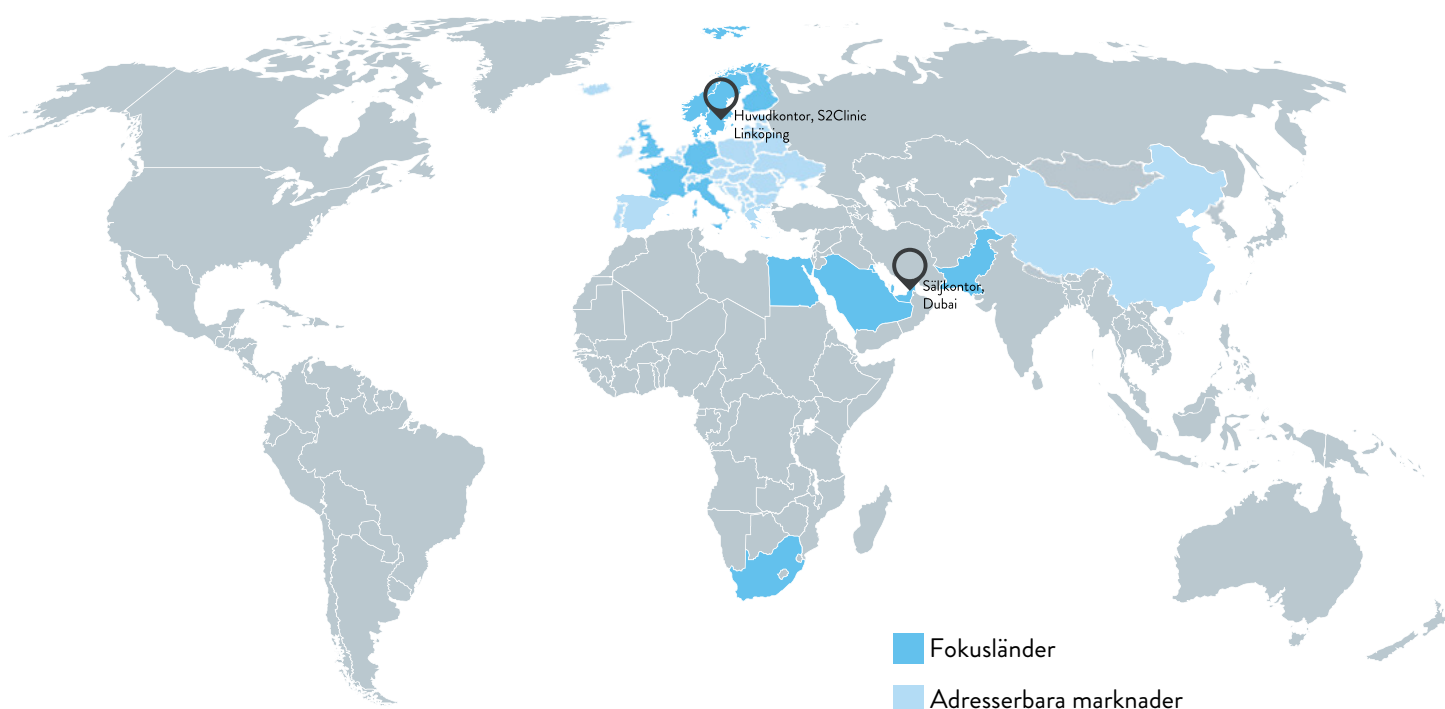 Huvudkontor, S2Clinic
Linköping
Säljkontor,
Dubai
Fokusländer
Adresserbara marknader